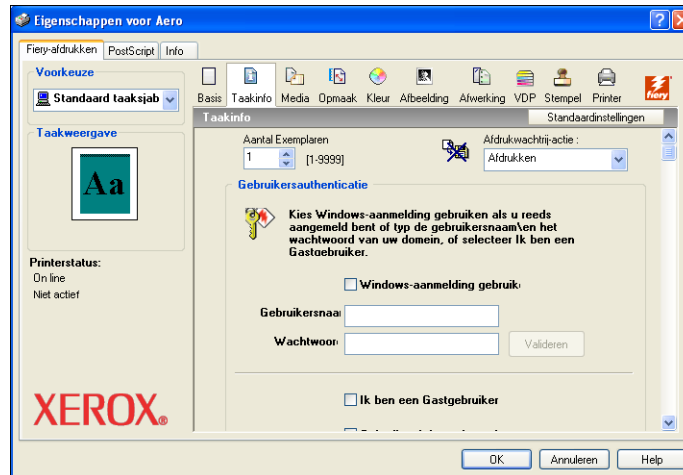 Eigenschappen voor Aero
Fiery-afdrukken PostScript Info
Voorkeuze
Standaard taaksjab
Taakweergave
Aa
Printerstatus:
On line
Niet actief
XEROX®
Basis Taakinfo Media Opmaak Kleur Afbeelding Afwerking VDP Stempel Printer
fiery
Taakinfo Standaardinstellingen
Aantal Exemplaren
1 [1-9999]
Afdrukwachtrij-actie :
Afdrukken
Gebruikersauthenticatie
Kies Windows-aanmelding gebruiken als u reeds
aangemeld bent of typ de gebruikersnaam\en het
wachtwoord van uw domein, of selecteer Ik ben een
Gastgebruiker.
Windows-aanmelding gebruik
Gebruikersnaa
Wachtwoor
Valideren
Ik ben een Gastgebruiker
OK Annuleren Help